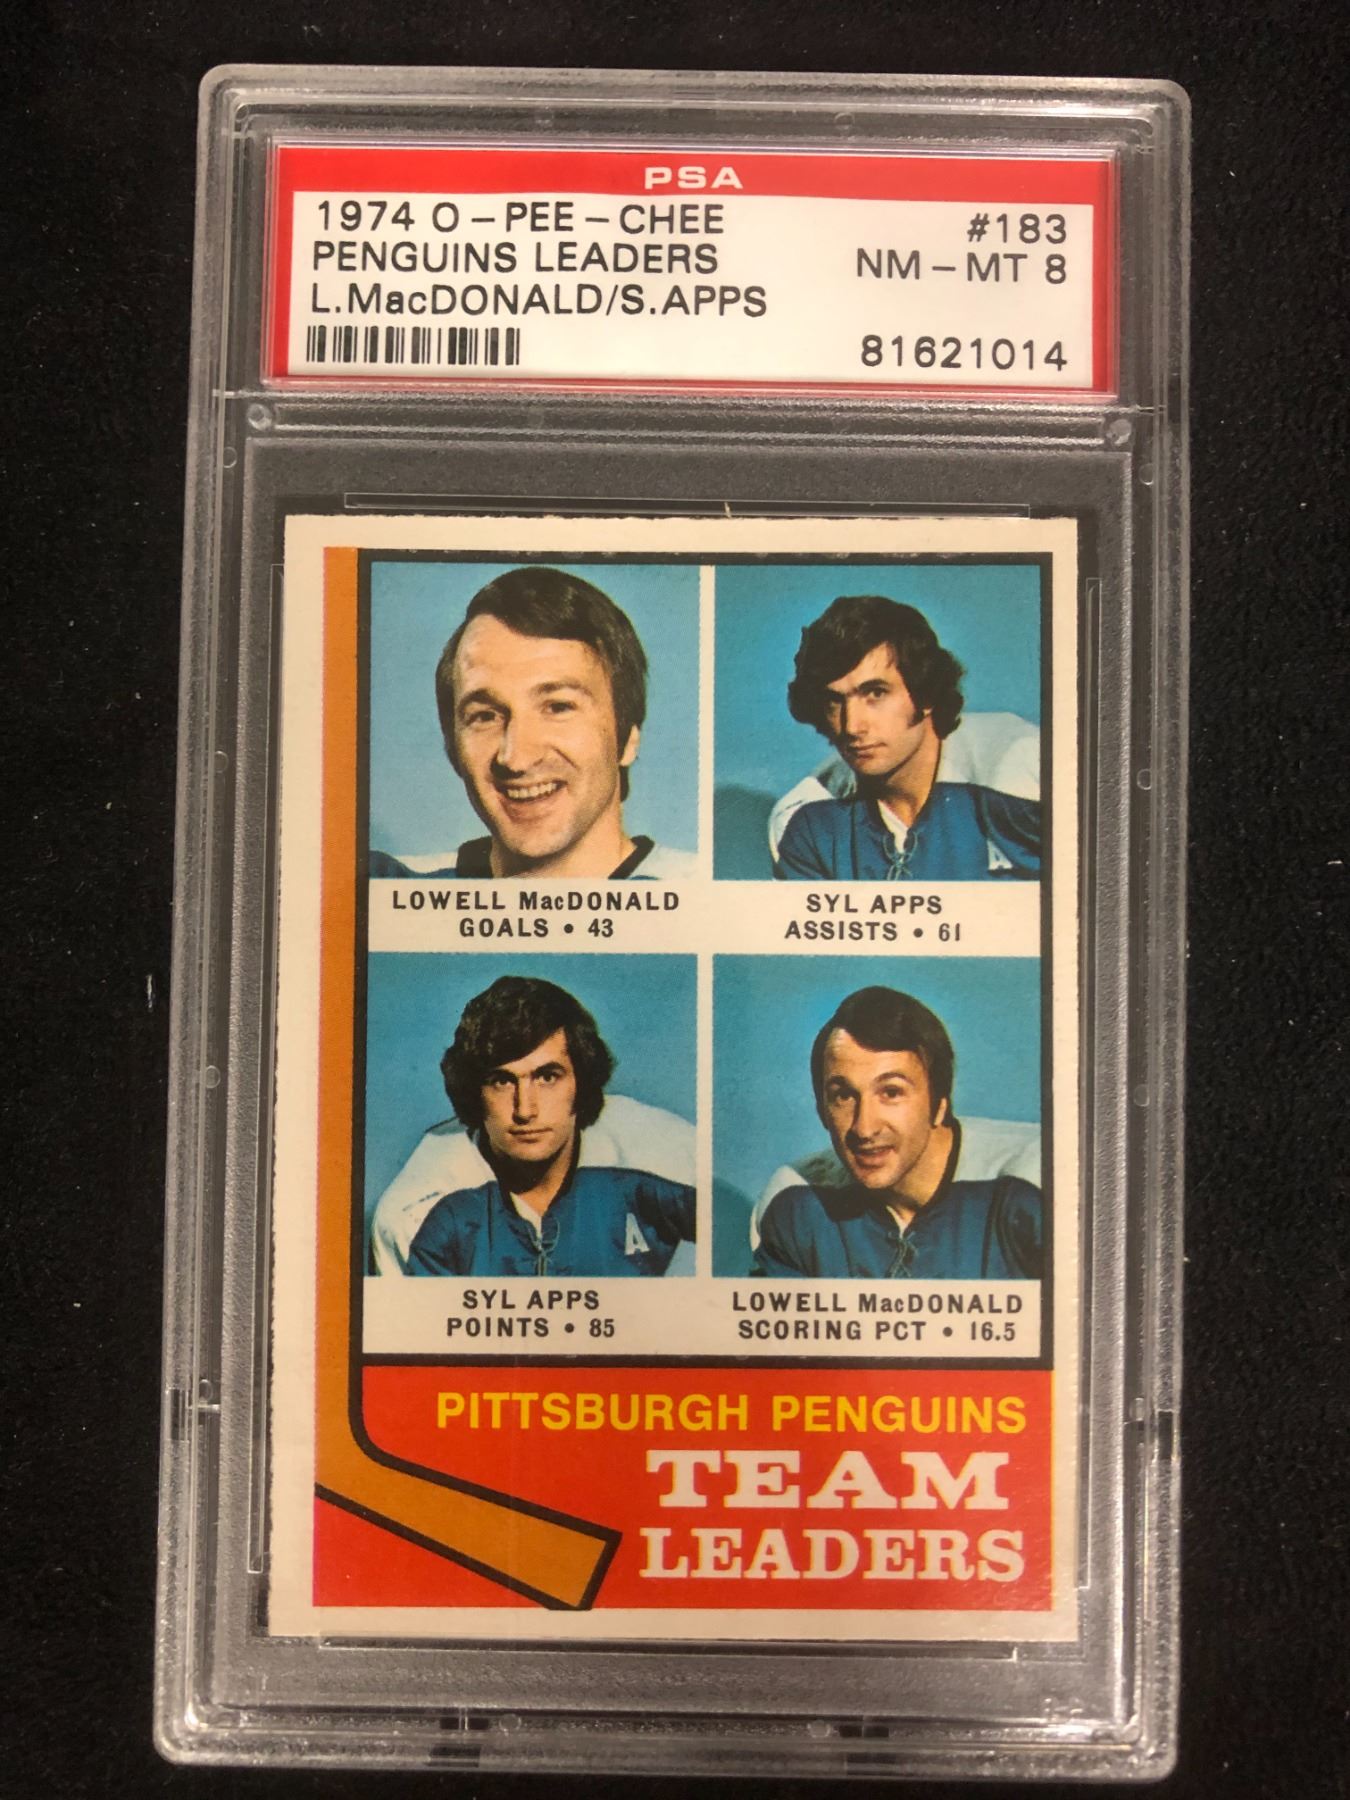 PSA
1974 O-PEE-CHEE #183
PENGUINS LEADERS NM-MT 8
L.MacDONALD/S.APPS
81621014
LOWELL MacDONALD
GOALS • 43
SYL APPS
ASSISTS • 61
A
SYL APPS
POINTS • 85
A
LOWELL MacDONALD
SCORING PCT • 16.5
PITTSBURGH PENGUINS
TEAM
LEADERS